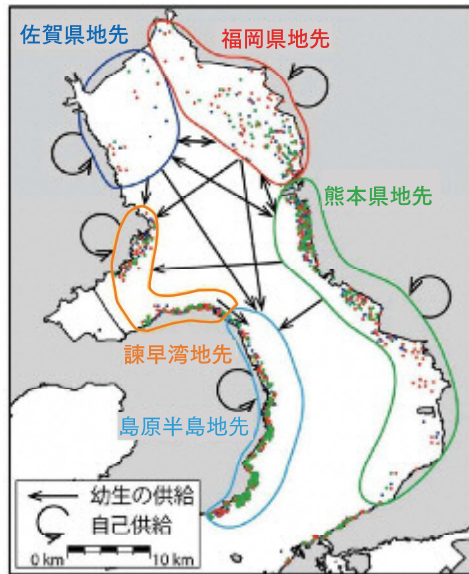 佐賀県地先
福岡県地先
熊本県地先
諫早湾地先
島原半島地先
幼生の供給
自己供給
0 km 10 km